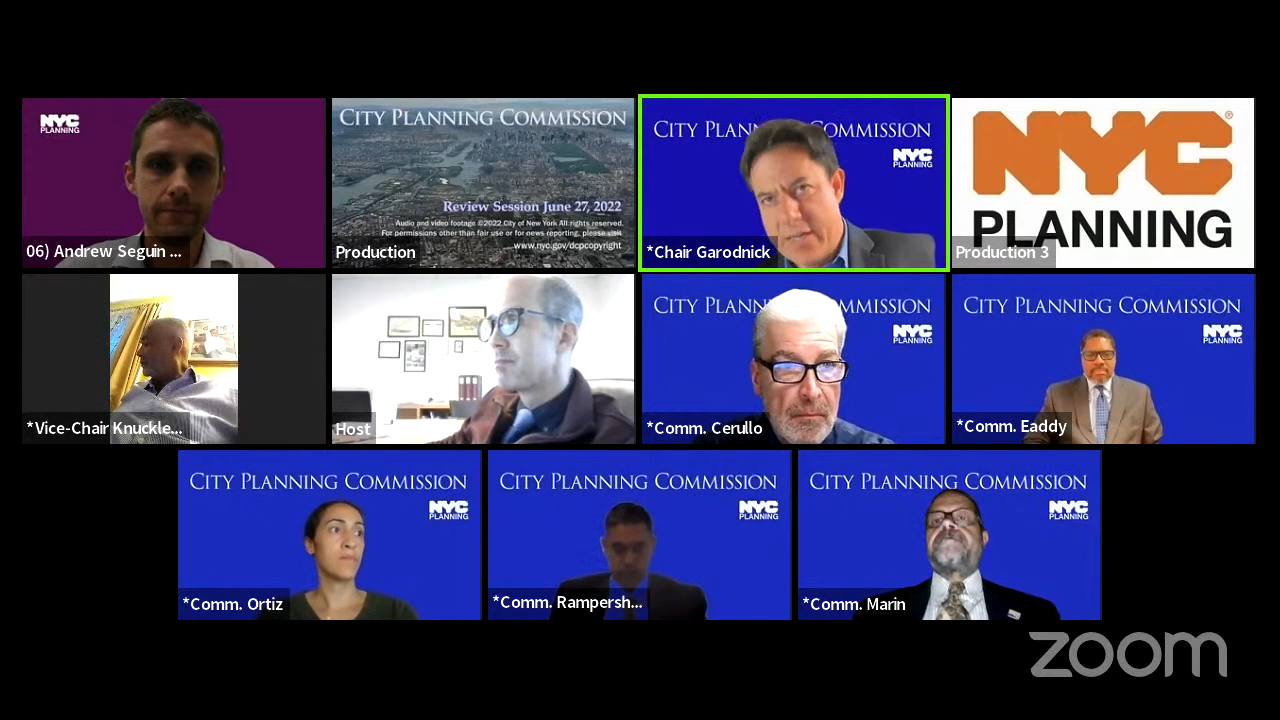 NYC
PLANNING
06) Andrew Seguin ...
CITY PLANNING COMMISSION
REVIEW SESSION JUNE 27, 2022
Audio and video footage ©2022 City of New York All rights reserved.
For permissions other than fair use or for news reporting, please visit
www.nyc.gov/dcpcopyright
Production
CITY PLANN COMMISSION
NYC
PLANNING
*Chair Garodnick
NYC®
PLANNING
Production 3
*Vice-Chair Knuckle...
Host
CITY PLANN MMISSION
NYC
PLANNING
*Comm. Cerullo
CITY PLANNING COMMISSION
NYC
PLANNING
*Comm. Eaddy
CITY PLANNING COMMISSION
NYC
PLANNING
*Comm. Ortiz
CITY PLANNING COMMISSION
NYC
PLANNING
*Comm. Rampersh...
CITY PLANNING COMMISSION
NYC
PLANNING
*Comm. Marin
zoom